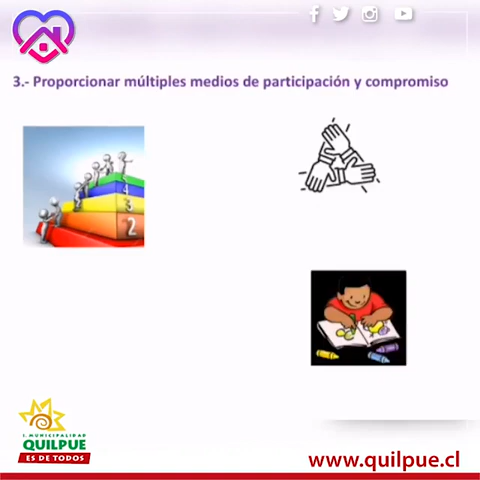 3.- Proporcionar múltiples medios de participación y compromiso
4
3
2
I. MUNICIPALIDAD
QUILPUE
ES DE TODOS
www.quilpue.cl